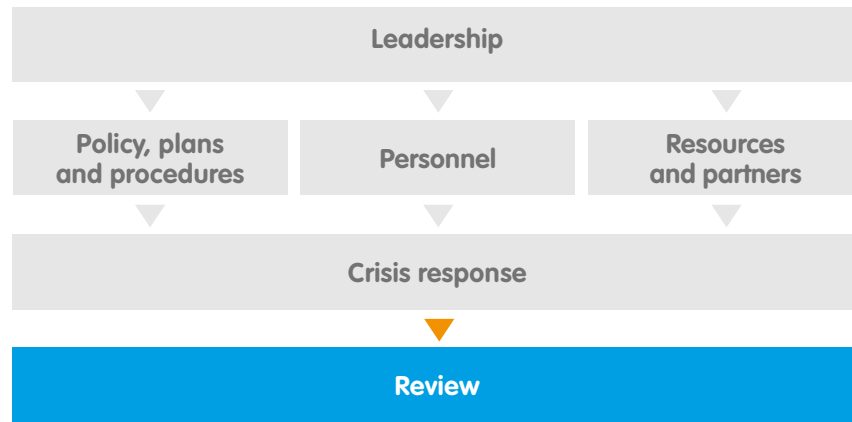 Leadership
Policy, plans
and procedures
Personnel
Resources
and partners
Crisis response
Review